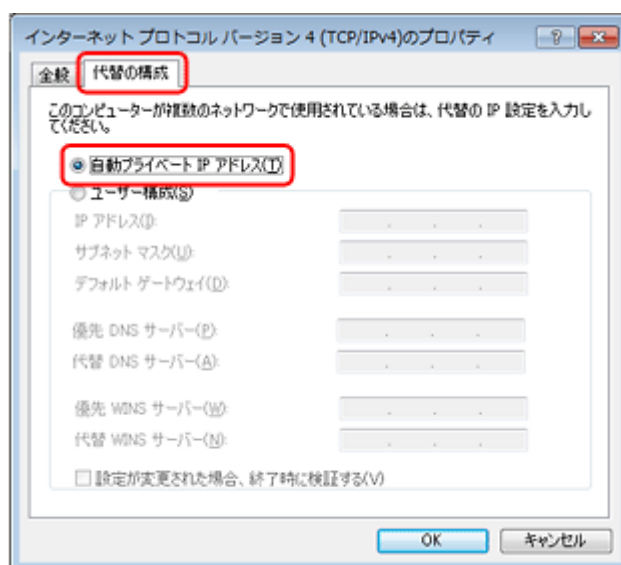 インターネット プロトコル バージョン 4 (TCP/IPv4)のプロパティ
全般
代替の構成
このコンピューターが複数のネットワークで使用されている場合は、代替の IP 設定を入力し
てください。
自動プライベート IP アドレス(T)
ユーザー構成(S)
IP アドレス(I):
サブネット マスク(U):
デフォルト ゲートウェイ(D):
優先 DNS サーバー(P):
代替 DNS サーバー(A):
優先 WINS サーバー(W):
代替 WINS サーバー(N):
設定が変更された場合、終了時に検証する(V)
OK
キャンセル